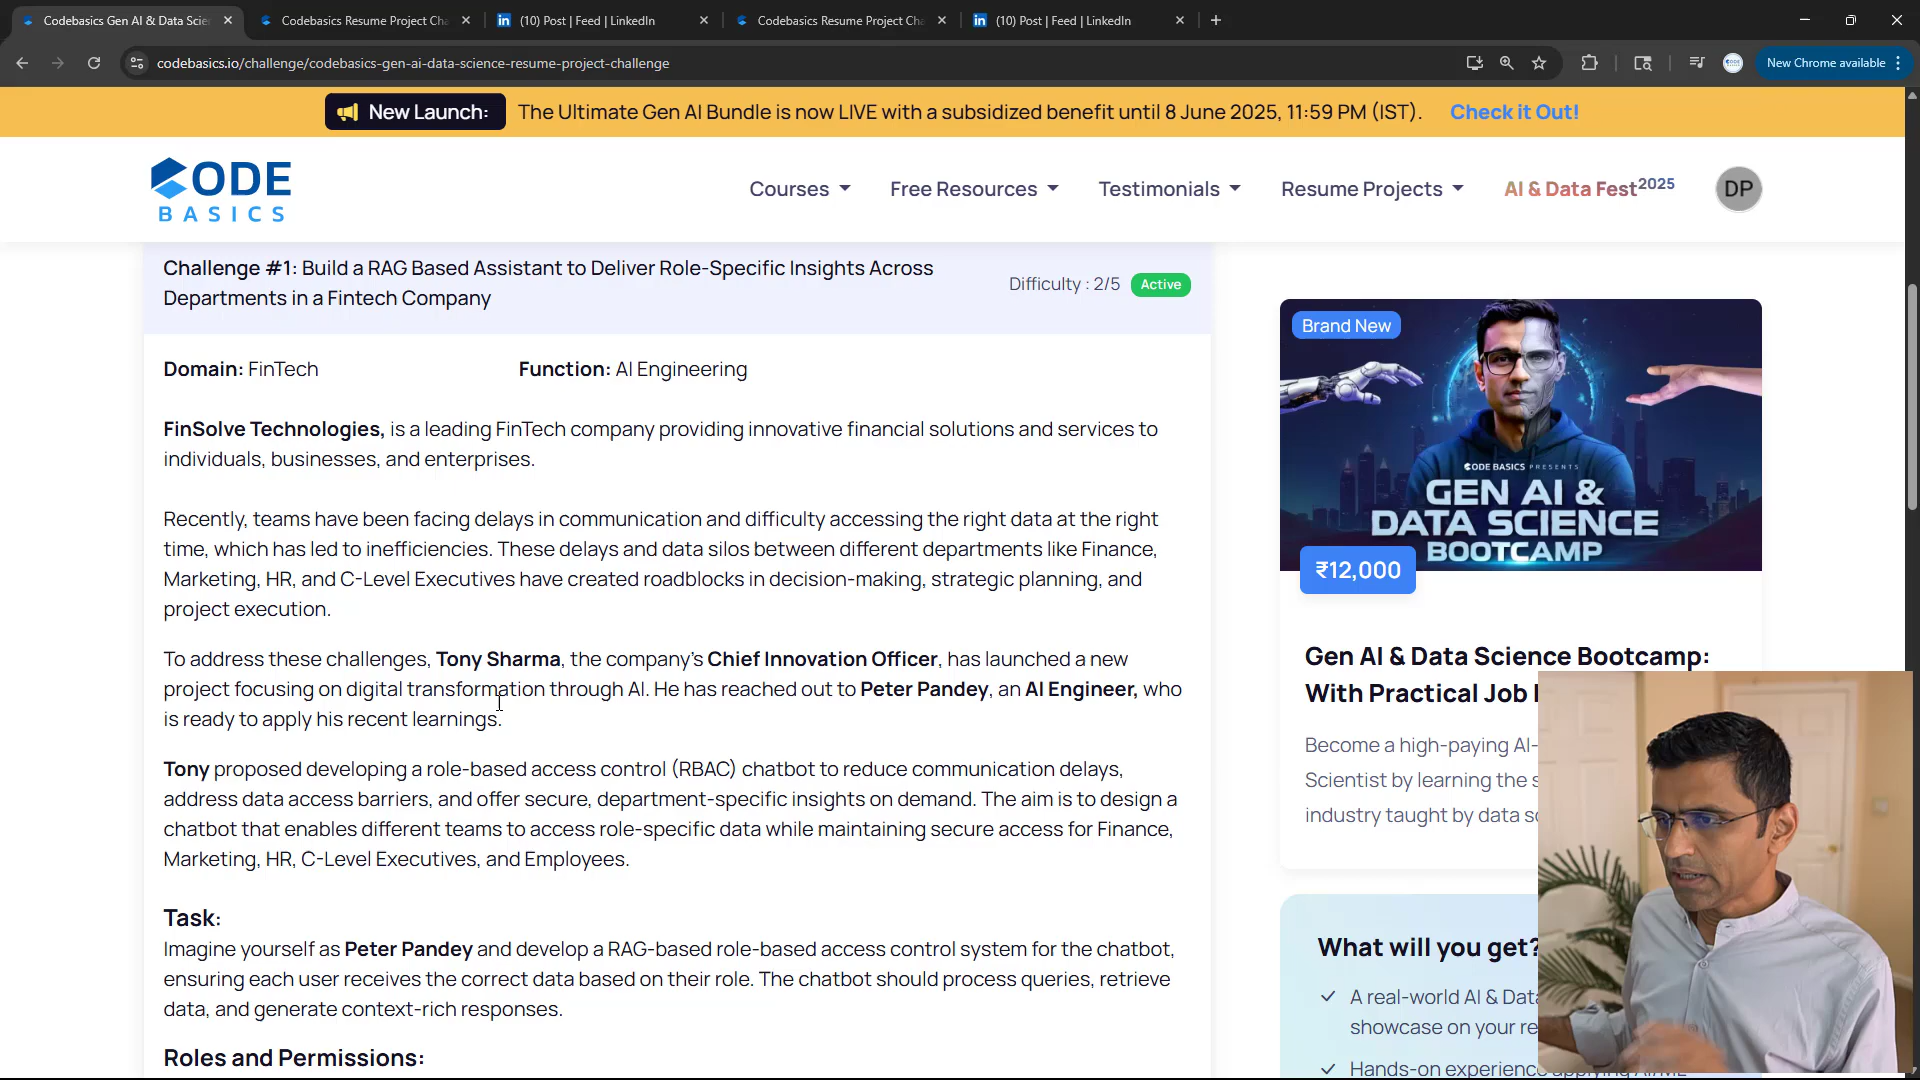 Codebasics Gen AI & Data Scie
Codebasics Resume Project Cha
(10) Post | Feed | LinkedIn
Codebasics Resume Project Cha
(10) Post | Feed | LinkedIn
codebasics.io/challenge/codebasics-gen-ai-data-science-resume-project-challenge
New Chrome available
New Launch: The Ultimate Gen AI Bundle is now LIVE with a subsidized benefit until 8 June 2025, 11:59 PM (IST). Check it Out!
CODE
BASICS
Courses
Free Resources
Testimonials
Resume Projects
AI & Data Fest2025
DP
Challenge #1: Build a RAG Based Assistant to Deliver Role-Specific Insights Across
Departments in a Fintech Company
Difficulty : 2/5
Active
Domain: FinTech
Function: AI Engineering
FinSolve Technologies, is a leading FinTech company providing innovative financial solutions and services to
individuals, businesses, and enterprises.
Recently, teams have been facing delays in communication and difficulty accessing the right data at the right
time, which has led to inefficiencies. These delays and data silos between different departments like Finance,
Marketing, HR, and C-Level Executives have created roadblocks in decision-making, strategic planning, and
project execution.
To address these challenges, Tony Sharma, the company's Chief Innovation Officer, has launched a new
project focusing on digital transformation through AI. He has reached out to Peter Pandey, an AI Engineer, who
is ready to apply his recent learnings.
Tony proposed developing a role-based access control (RBAC) chatbot to reduce communication delays,
address data access barriers, and offer secure, department-specific insights on demand. The aim is to design a
chatbot that enables different teams to access role-specific data while maintaining secure access for Finance,
Marketing, HR, C-Level Executives, and Employees.
Task:
Imagine yourself as Peter Pandey and develop a RAG-based role-based access control system for the chatbot,
ensuring each user receives the correct data based on their role. The chatbot should process queries, retrieve
data, and generate context-rich responses.
Roles and Permissions:
Brand New
CODE BASICS PRESENTS
GEN AI &
DATA SCIENCE
BOOTCAMP
₹12,000
Gen AI & Data Science Bootcamp:
With Practical Job
Become a high-paying AI-
Scientist by learning the s
industry taught by data s
What will you get?
A real-world AI & Data
showcase on your re
Hands-on experience applying AI/ML